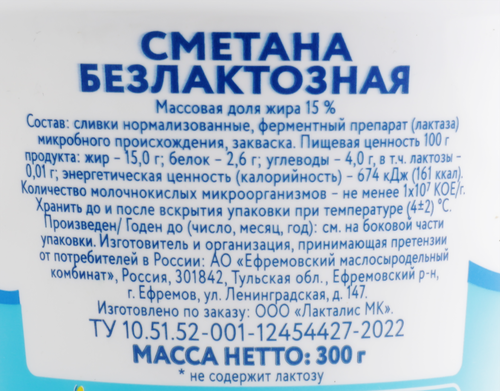 СМЕТАНА
БЕЗЛАКТОЗНАЯ
Массовая доля жира 15 %
Состав: сливки нормализованные, ферментный препарат (лактаза)
микробного происхождения, закваска. Пищевая ценность 100 г
продукта: жир – 15,0 г; белок – 2,6 г; углеводы – 4,0 г, в т.ч. лактозы –
0,01 г; энергетическая ценность (калорийность) – 674 кДж (161 ккал).
Количество молочнокислых микроорганизмов – не менее 1х10⁷ КОЕ/г.
Хранить до и после вскрытия упаковки при температуре (4±2) °С.
Произведен/ Годен до (число, месяц, год): см. на боковой части
упаковки. Изготовитель и организация, принимающая претензии
от потребителей в России: АО «Ефремовский маслосыродельный
комбинат», Россия, 301842, Тульская обл., Ефремовский р-н,
г. Ефремов, ул. Ленинградская, д. 147.
Изготовлено по заказу: ООО «Лакталис МК».
ТУ 10.51.52-001-12454427-2022
МАССА НЕТТО: 300 г
* не содержит лактозу